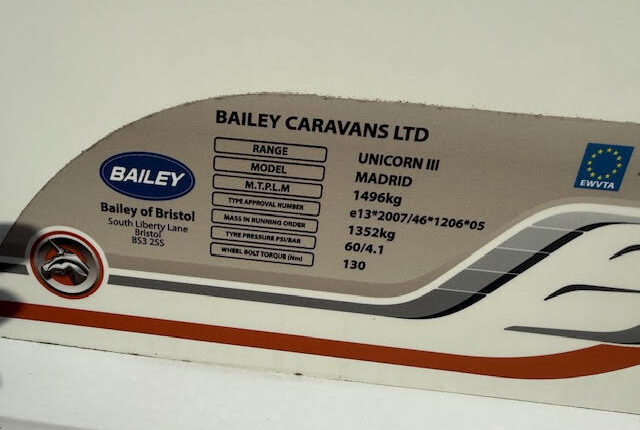 BAILEY CARAVANS LTD
RANGE UNICORN III
MODEL MADRID
M.T.P.L.M 1496kg
TYPE APPROVAL NUMBER e13*2007/46*1206*05
MASS IN RUNNING ORDER 1352kg
TYRE PRESSURE PSI/BAR 60/4.1
WHEEL BOLT TORQUE (Nm) 130
BAILEY
Bailey of Bristol
South Liberty Lane
Bristol
BS3 2SS
EWVTA